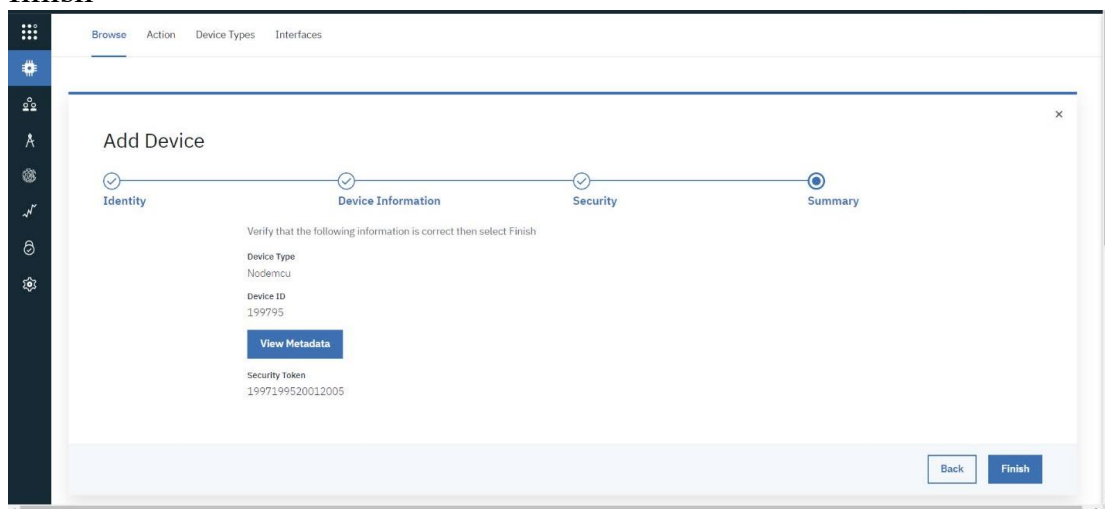 finish
Browse Action Device Types Interfaces
×
Add Device
Identity Device Information Security Summary
Verify that the following information is correct then select Finish
Device Type
Nodemcu
Device ID
199795
View Metadata
Security Token
1997199520012005
Back Finish